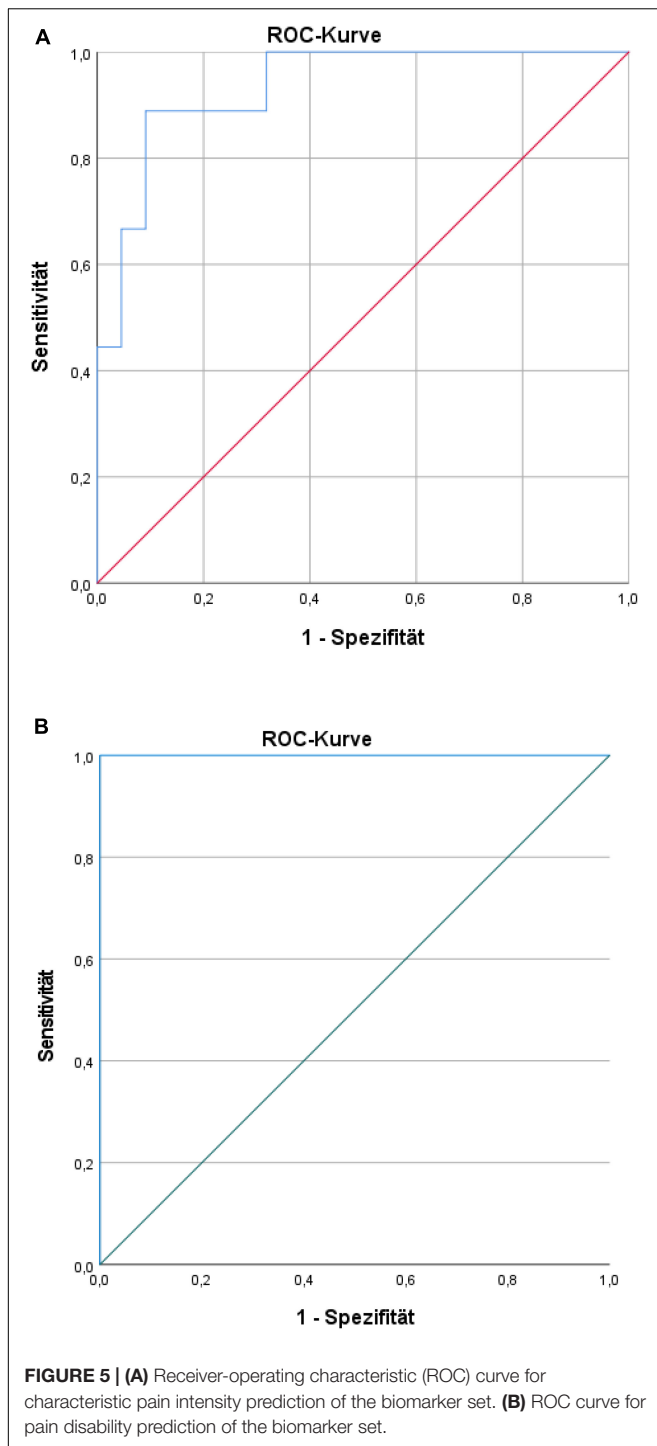 A
ROC-Kurve
1,0
0,8
0,6
0,4
0,2
0,0
Sensitivität
0,0 0,2 0,4 0,6 0,8 1,0
1 - Spezifität
B
ROC-Kurve
1,0
0,8
0,6
0,4
0,2
0,0
Sensitivität
0,0 0,2 0,4 0,6 0,8 1,0
1 - Spezifität
FIGURE 5 | (A) Receiver-operating characteristic (ROC) curve for
characteristic pain intensity prediction of the biomarker set. (B) ROC curve for
pain disability prediction of the biomarker set.